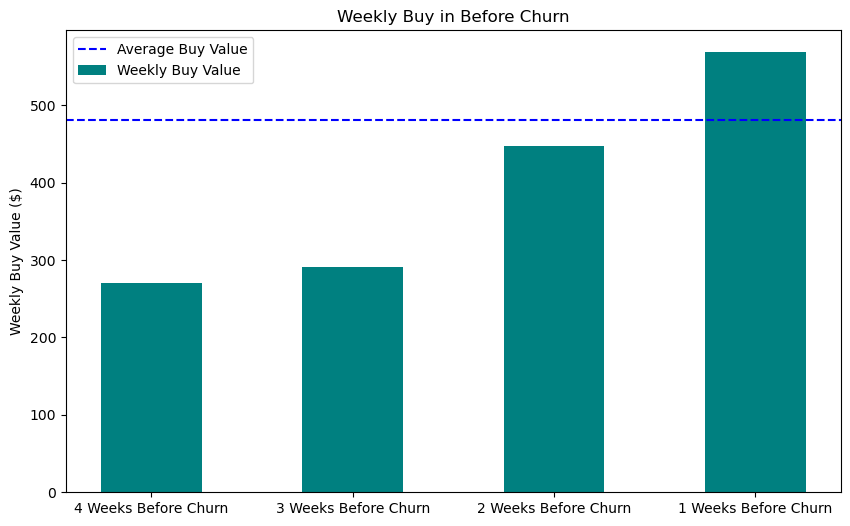 Weekly Buy in Before Churn
Average Buy Value
Weekly Buy Value
Weekly Buy Value ($)
500
400
300
200
100
0
4 Weeks Before Churn
3 Weeks Before Churn
2 Weeks Before Churn
1 Weeks Before Churn